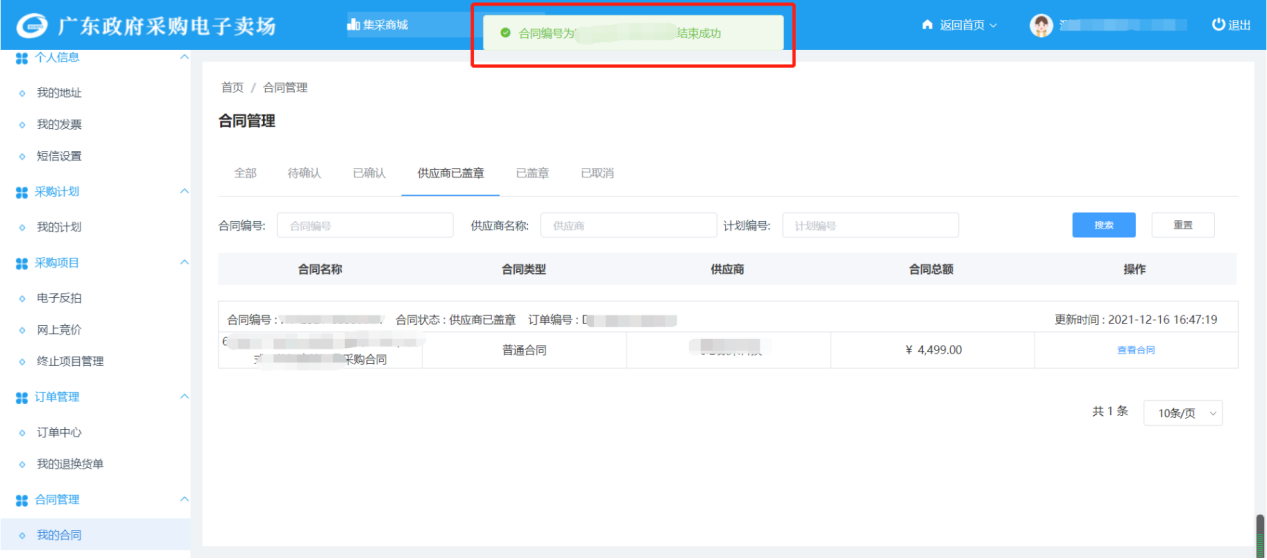 广东政府采购电子卖场
集采商城
合同编号为 结束成功
返回首页
退出
个人信息
我的地址
我的发票
短信设置
采购计划
我的计划
采购项目
电子反拍
网上竞价
终止项目管理
订单管理
订单中心
我的退换货单
合同管理
我的合同
首页 / 合同管理
合同管理
全部 待确认 已确认 供应商已盖章 已盖章 已取消
合同编号: 合同编号 供应商名称: 供应商 计划编号: 计划编号 搜索 重置
合同名称 合同类型 供应商 合同总额 操作
合同编号: 合同状态:供应商已盖章 订单编号: 更新时间:2021-12-16 16:47:19
采购合同 普通合同 ¥ 4,499.00 查看合同
共 1 条 10条/页